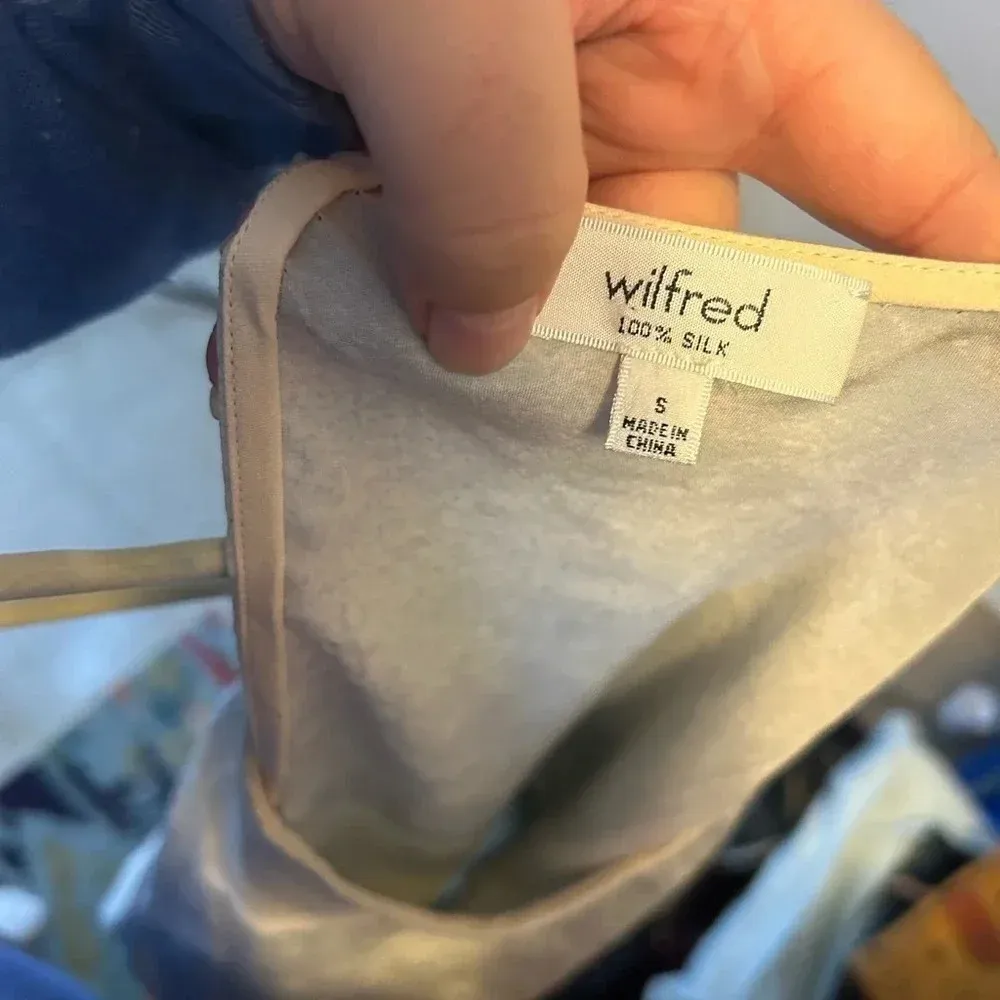 wilfred
100% SILK
S
MADE IN
CHINA